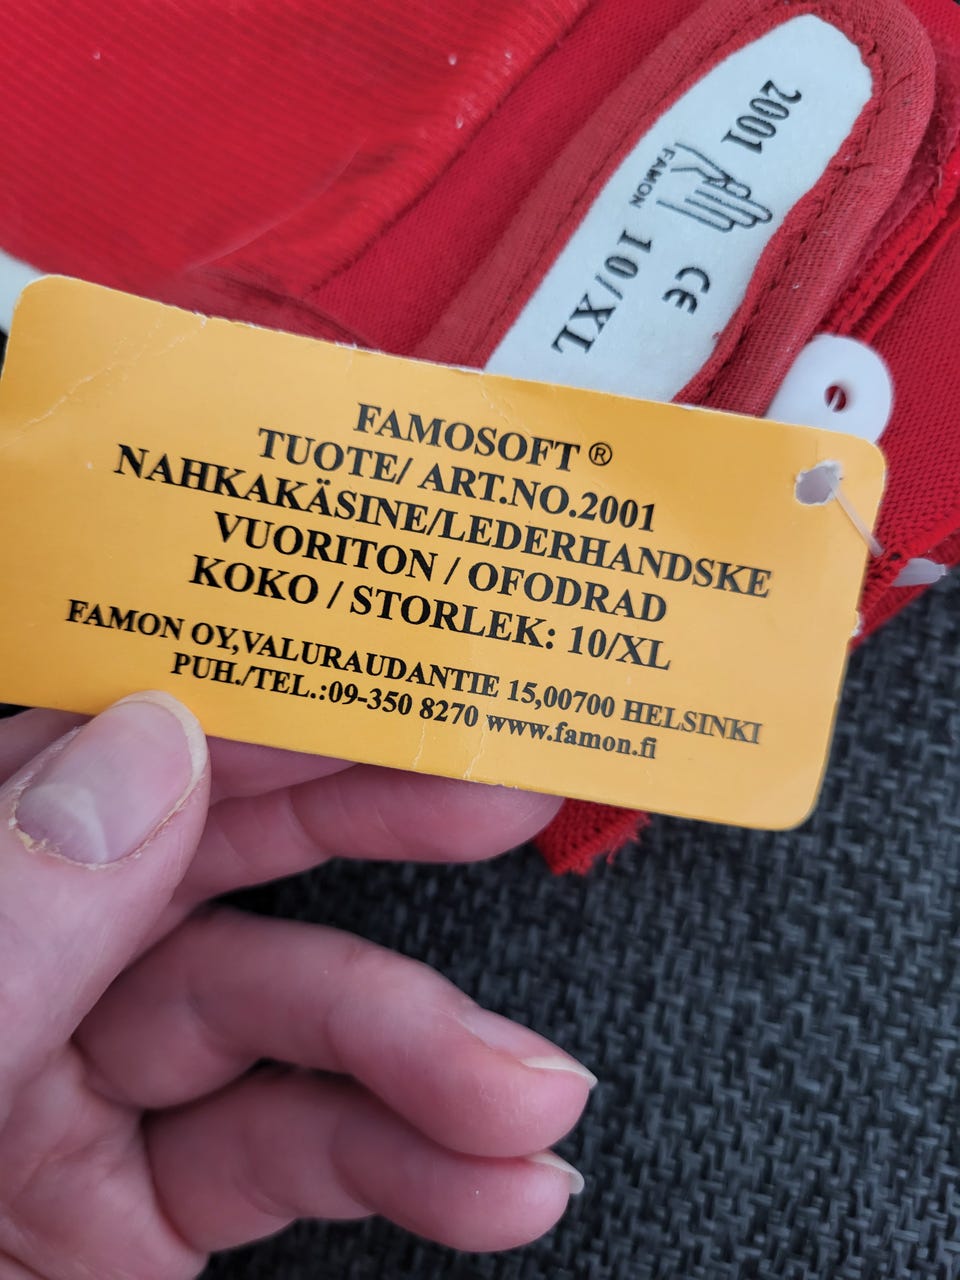 2001
FAMON
CE
10/XL
FAMOSOFT ®
TUOTE/ ART.NO.2001
NAHKAKÄSINE/LEDERHANDSKE
VUORITON / OFODRAD
KOKO / STORLEK: 10/XL
FAMON OY,VALURAUDANTIE 15,00700 HELSINKI
PUH./TEL.:09-350 8270 www.famon.fi